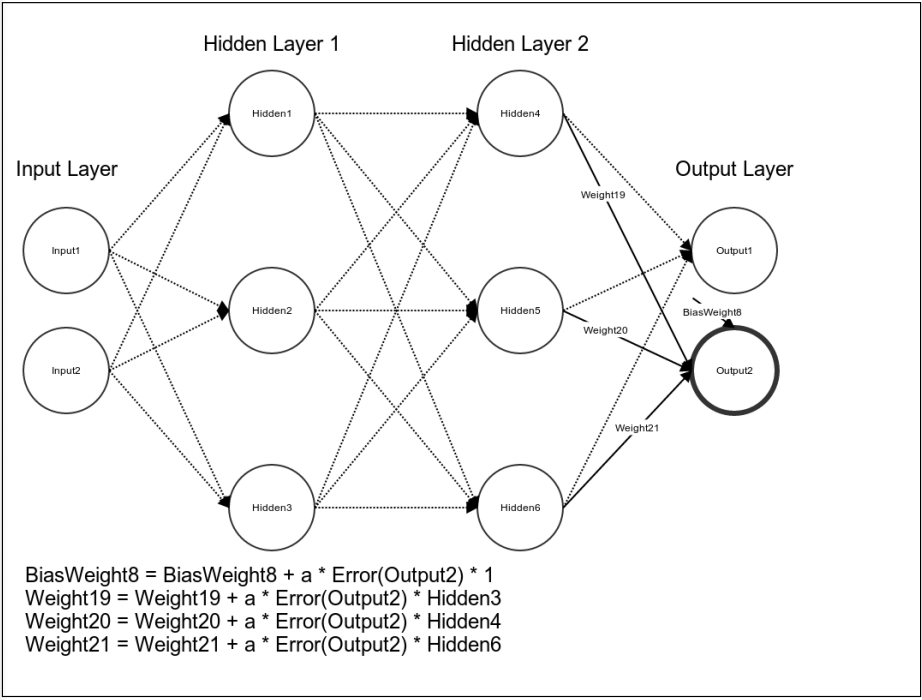 Hidden Layer 1
Hidden Layer 2
Input Layer
Output Layer
Hidden1
Hidden4
Weight19
Input1
Output1
Hidden2
Hidden5
BiasWeight8
Weight20
Input2
Output2
Weight21
Hidden3
Hidden6
BiasWeight8 = BiasWeight8 + a * Error(Output2) * 1
Weight19 = Weight19 + a * Error(Output2) * Hidden3
Weight20 = Weight20 + a * Error(Output2) * Hidden4
Weight21 = Weight21 + a * Error(Output2) * Hidden6